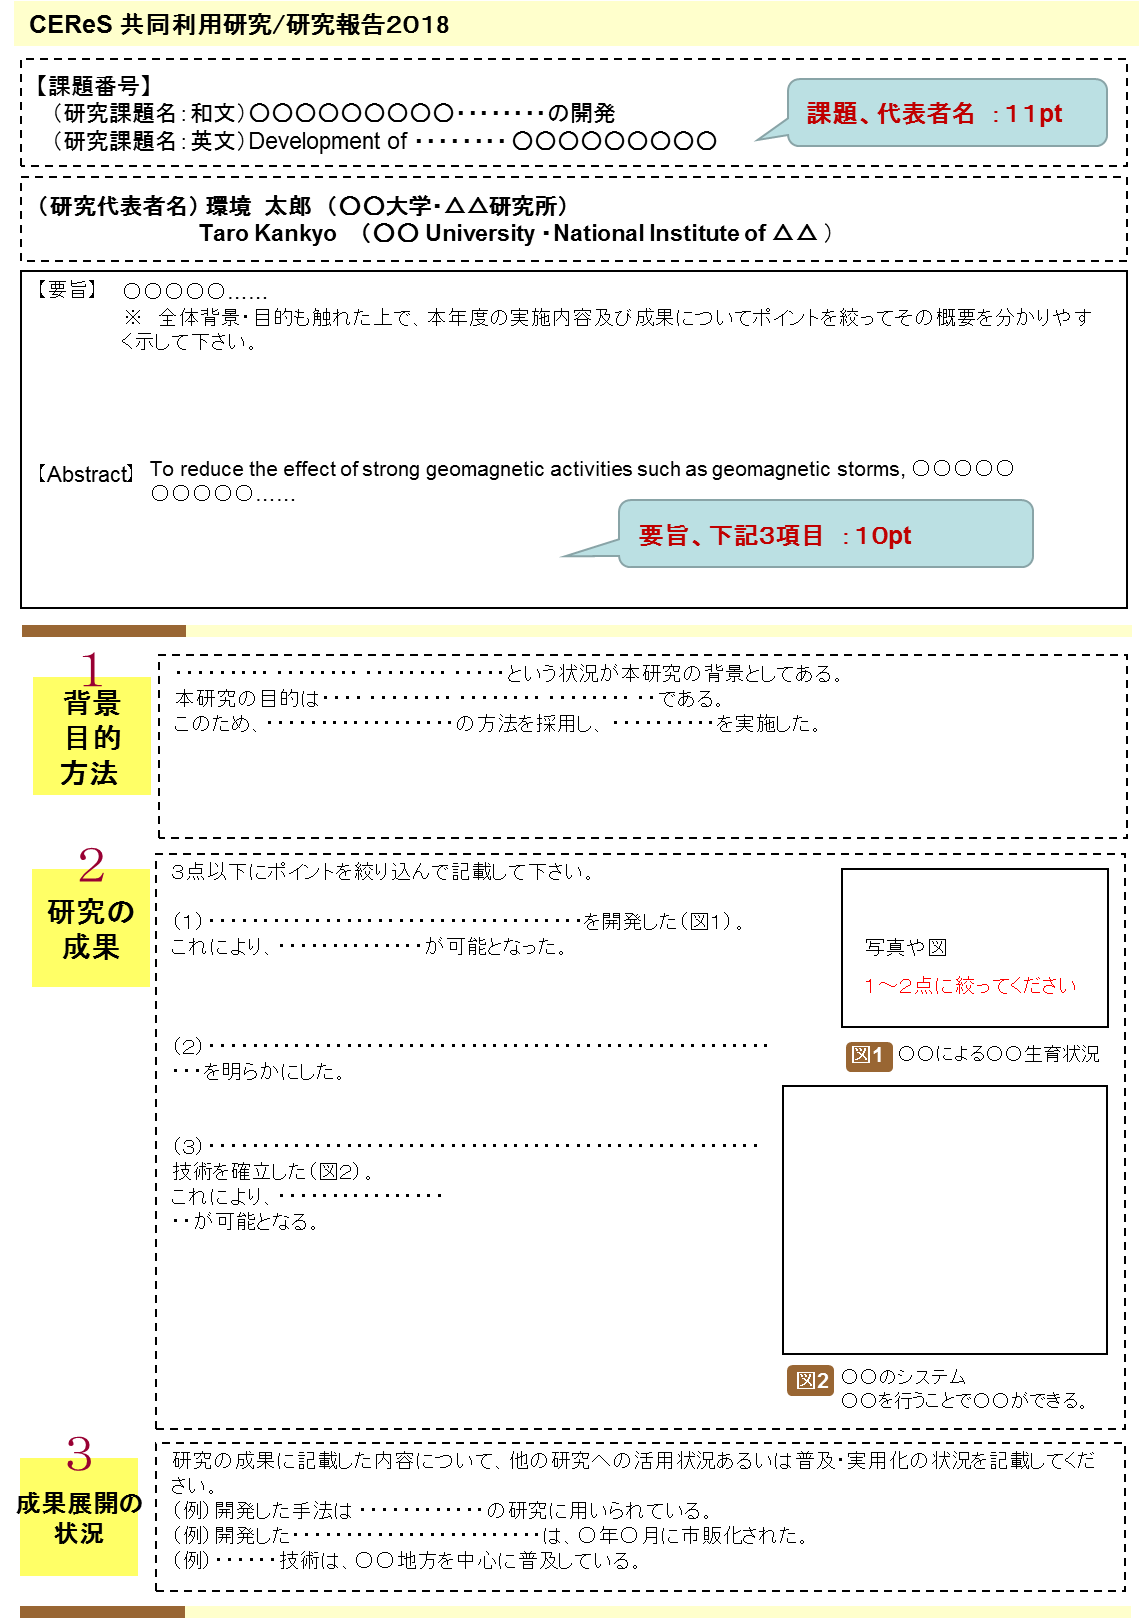 CEReS 共同利用研究/研究報告2018
【課題番号】
（研究課題名：和文）〇〇〇〇〇〇〇〇〇・・・・・・・・の開発
（研究課題名：英文）Development of ・・・・・・・・ 〇〇〇〇〇〇〇〇〇
課題、代表者名　：１１pt
（研究代表者名） 環境　太郎　（〇〇大学・△△研究所）
Taro Kankyo　（〇〇 University ・National Institute of △△ ）
【要旨】 ○○○○○……
※　全体背景・目的も触れた上で、本年度の実施内容及び成果についてポイントを絞ってその概要を分かりやす
く示して下さい。
【Abstract】 To reduce the effect of strong geomagnetic activities such as geomagnetic storms, ○○○○○
○○○○○……
要旨、下記３項目　：１０pt
1
背景
目的
方法
・・・・・・・・・ ・・・・・・・・ ・・・・・・・・ ・・・・・という状況が本研究の背景としてある。
本研究の目的は・・・・ ・・・・・・・・ ・・・・・・・・ ・・・・・・・・ ・・である。
このため、・・・・・・・・・・・・・・・・・・の方法を採用し、・・・・・・・・・・を実施した。
2
研究の
成果
３点以下にポイントを絞り込んで記載して下さい。
（１）・・・・・・・・・・・・・・・・・・・・・・・・・・・・・・・・・・・・を開発した（図１）。
これにより、・・・・・・・・・・・・・・が可能となった。
（２）・・・・・・・・・・・・・・・・・・・・・・・・・・・・・・・・・・・・・・・・・・・・・・・・・・・・・・
・・・を明らかにした。
（３）・・・・・・・・・・・・・・・・・・・・・・・・・・・・・・・・・・・・・・・・・・・・・・・・・・・・・
技術を確立した（図２）。
これにより、・・・・・・・・・・・・・・・・
・・が可能となる。
写真や図
１～２点に絞ってください
図1 〇〇による〇〇生育状況
図2 〇〇のシステム
〇〇を行うことで〇〇ができる。
3
成果展開の
状況
研究の成果に記載した内容について、他の研究への活用状況あるいは普及・実用化の状況を記載してくだ
さい。
（例）開発した手法は ・・・・・・・・・・・・の研究に用いられている。
（例）開発した・・・・・・・・・・・・・・・・・・・・・・・・は、〇年〇月に市販化された。
（例）・・・・・・技術は、〇〇地方を中心に普及している。